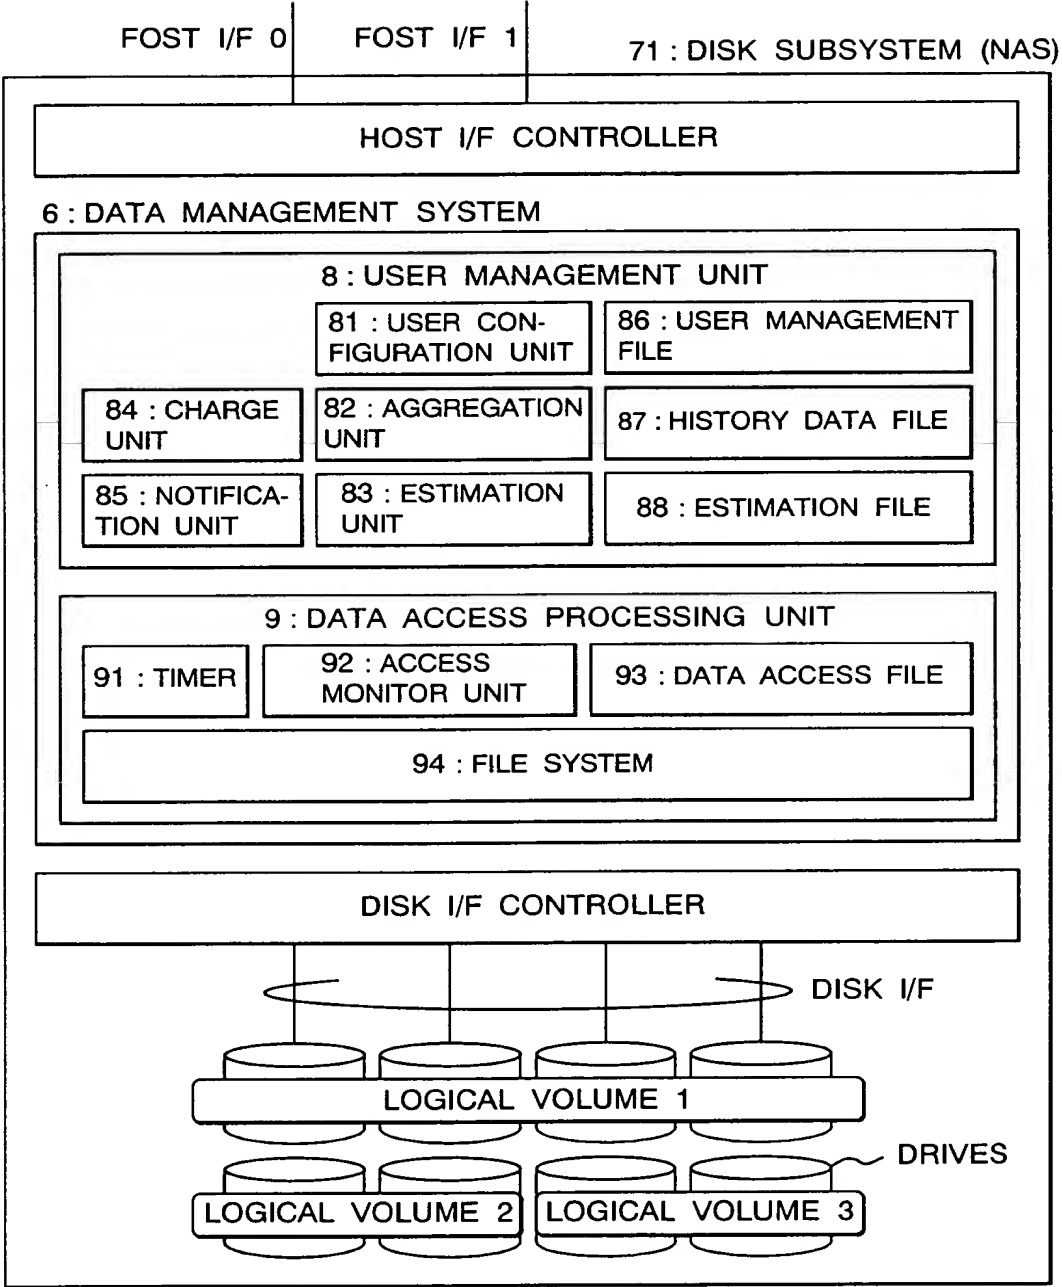 FOST I/F 0
FOST I/F 1
71 : DISK SUBSYSTEM (NAS)
HOST I/F CONTROLLER
6 : DATA MANAGEMENT SYSTEM
8 : USER MANAGEMENT UNIT
81 : USER CON-
FIGURATION UNIT
86 : USER MANAGEMENT
FILE
84 : CHARGE
UNIT
82 : AGGREGATION
UNIT
87 : HISTORY DATA FILE
85 : NOTIFICA-
TION UNIT
83 : ESTIMATION
UNIT
88 : ESTIMATION FILE
9 : DATA ACCESS PROCESSING UNIT
91 : TIMER
92 : ACCESS
MONITOR UNIT
93 : DATA ACCESS FILE
94 : FILE SYSTEM
DISK I/F CONTROLLER
DISK I/F
LOGICAL VOLUME 1
DRIVES
LOGICAL VOLUME 2
LOGICAL VOLUME 3